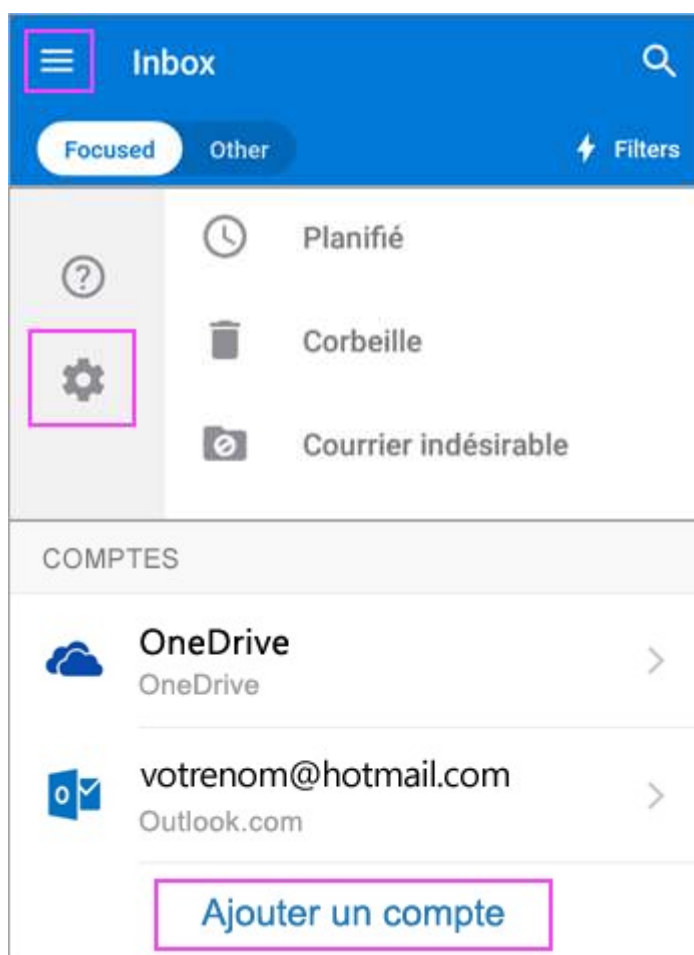 Inbox
Focused Other Filters
Planifié
Corbeille
Courrier indésirable
COMPTES
OneDrive
OneDrive
votrenom@hotmail.com
Outlook.com
Ajouter un compte